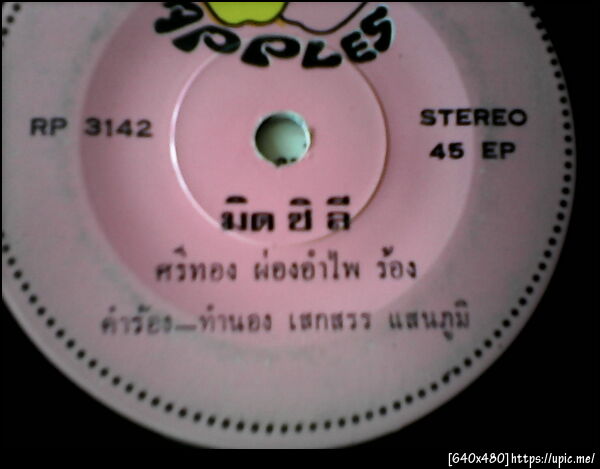 APPLES
RP 3142
STEREO
45 EP
มิด ซิ ลี
ศรีทอง ผ่องอำไพ ร้อง
คำร้อง—ทำนอง เสกสรร แสนภูมิ
[640x480]https://upic.me/